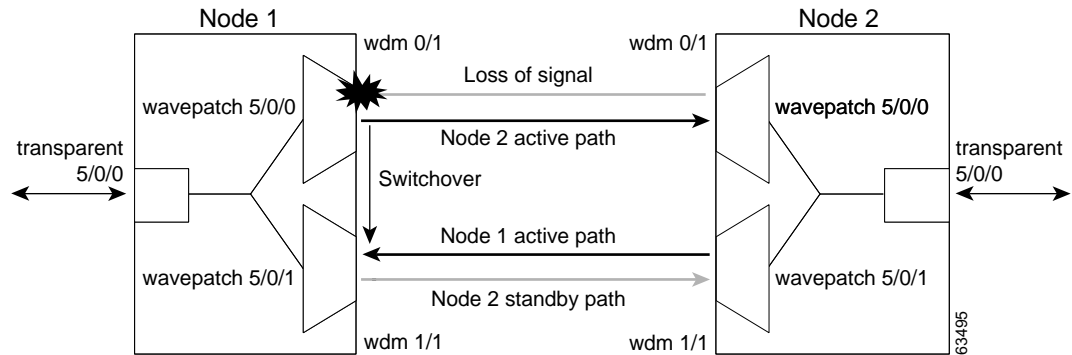 Node 1
Node 2
wdm 0/1
wdm 0/1
Loss of signal
wavepatch 5/0/0
wavepatch 5/0/0
Node 2 active path
transparent
5/0/0
transparent
5/0/0
Switchover
Node 1 active path
wavepatch 5/0/1
wavepatch 5/0/1
Node 2 standby path
wdm 1/1
wdm 1/1
63495